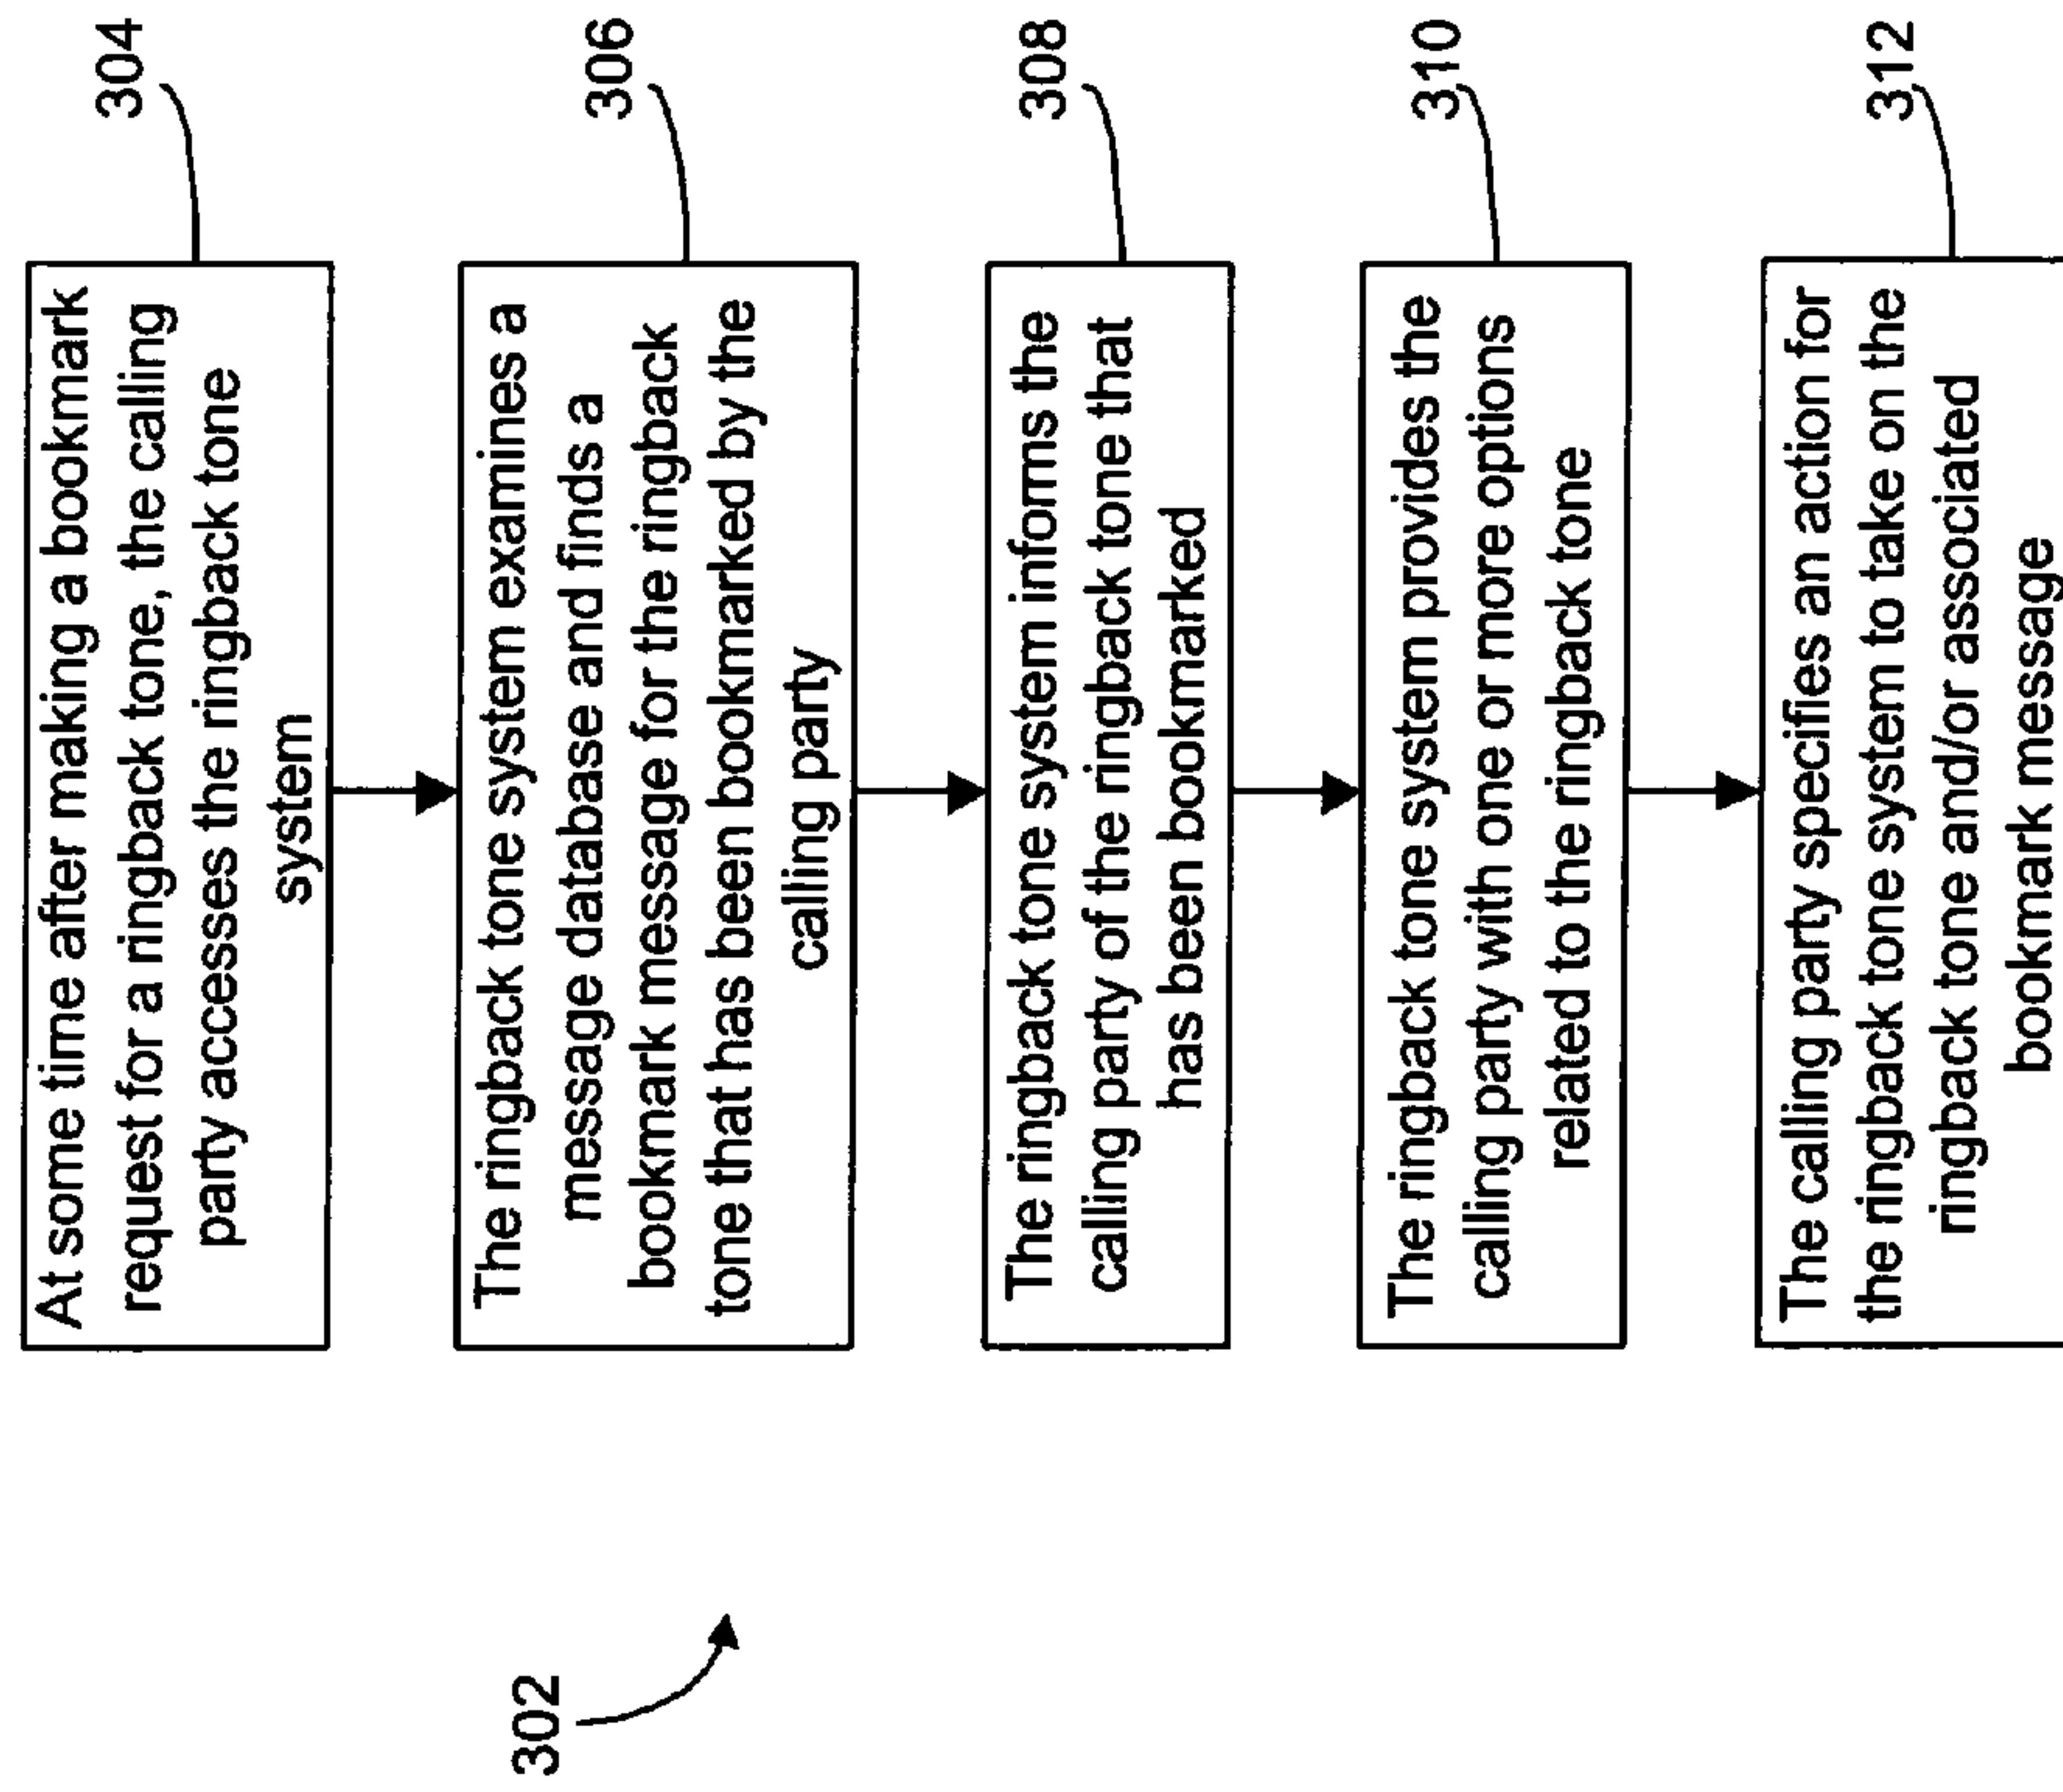 302
At some time after making a bookmark
request for a ringback tone, the calling
party accesses the ringback tone
system
304
The ringback tone system examines a
message database and finds a
bookmark message for the ringback
tone that has been bookmarked by the
calling party
306
The ringback tone system informs the
calling party of the ringback tone that
has been bookmarked
308
The ringback tone system provides the
calling party with one or more options
related to the ringback tone
310
The calling party specifies an action for
the ringback tone system to take on the
ringback tone and/or associated
bookmark message
312